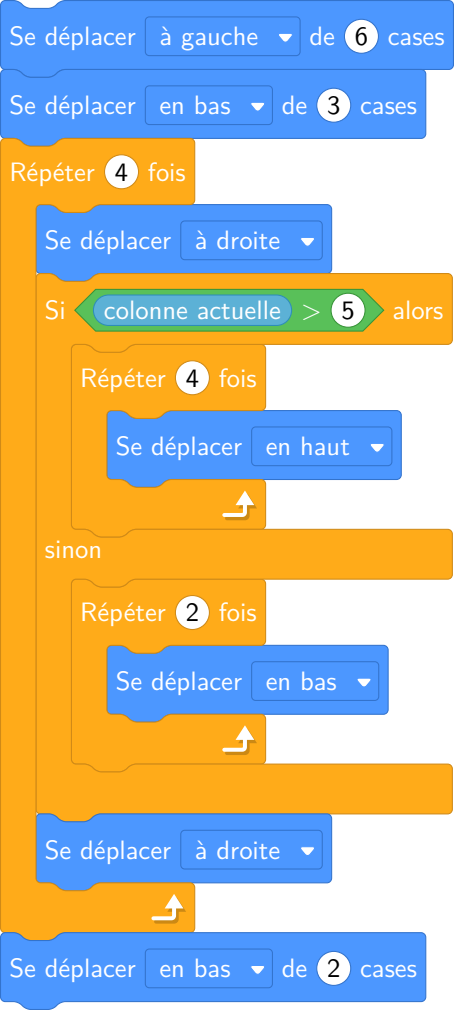 Se déplacer à gauche de 6 cases
Se déplacer en bas de 3 cases
Répéter 4 fois
Se déplacer à droite
Si colonne actuelle > 5 alors
Répéter 4 fois
Se déplacer en haut
sinon
Répéter 2 fois
Se déplacer en bas
Se déplacer à droite
Se déplacer en bas de 2 cases